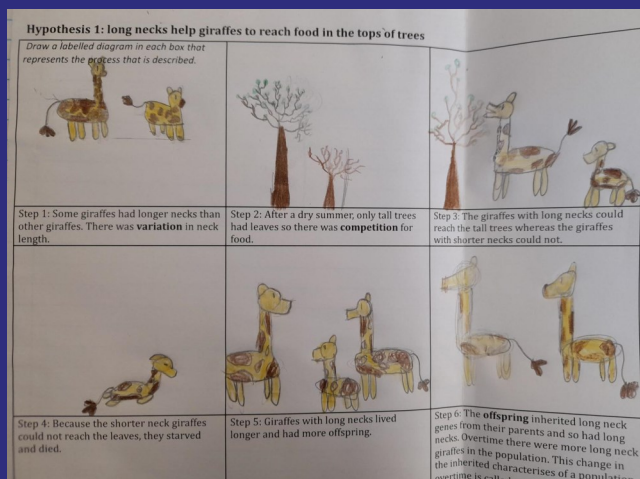 Hypothesis 1: long necks help giraffes to reach food in the tops of trees
Draw a labelled diagram in each box that
represents the process that is described.
Step 1: Some giraffes had longer necks than
other giraffes. There was variation in neck
length.
Step 2: After a dry summer, only tall trees
had leaves so there was competition for
food.
Step 3: The giraffes with long necks could
reach the tall trees whereas the giraffes
with shorter necks could not.
Step 4: Because the shorter neck giraffes
could not reach the leaves, they starved
and died.
Step 5: Giraffes with long necks lived
longer and had more offspring.
Step 6: The offspring inherited long neck
genes from their parents and so had long
necks. Overtime there were more long neck
giraffes in the population. This change in
the inherited characterises of a population
overtime is